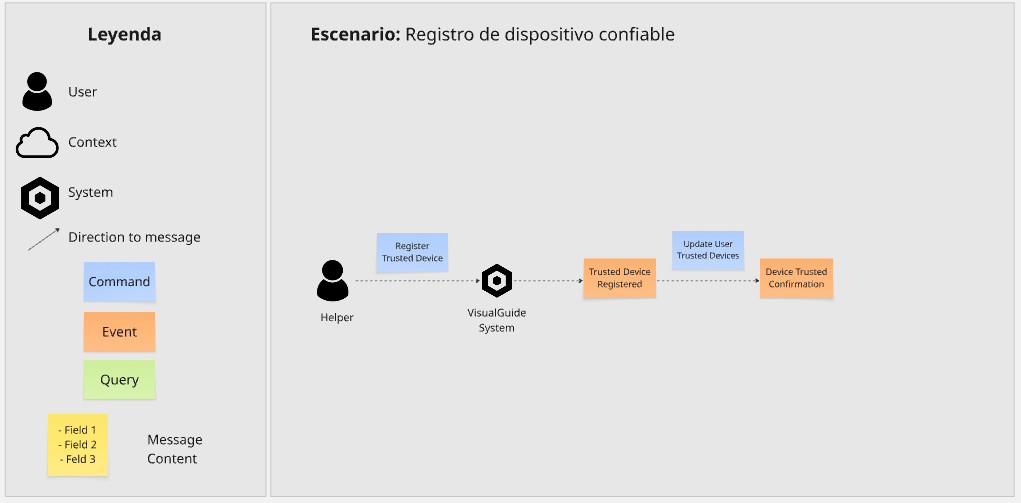 Leyenda
User
Context
System
Direction to message
Command
Event
Query
- Field 1
- Field 2
- Feld 3
Message
Content
Escenario: Registro de dispositivo confiable
Register
Trusted Device
Update User
Trusted Devices
Trusted Device
Registered
Device Trusted
Confirmation
Helper
VisualGuide
System